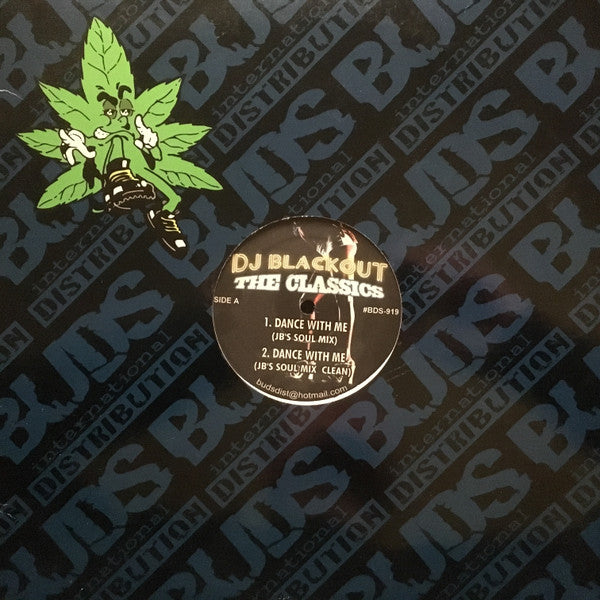 BUDS
international
DISTRIBUTION
DJ BLACKOUT
THE CLASSICS
SIDE A
#BDS-919
1. DANCE WITH ME
(JB'S SOUL MIX)
2. DANCE WITH ME
(JB'S SOUL MIX CLEAN)
budsdist@hotmail.com